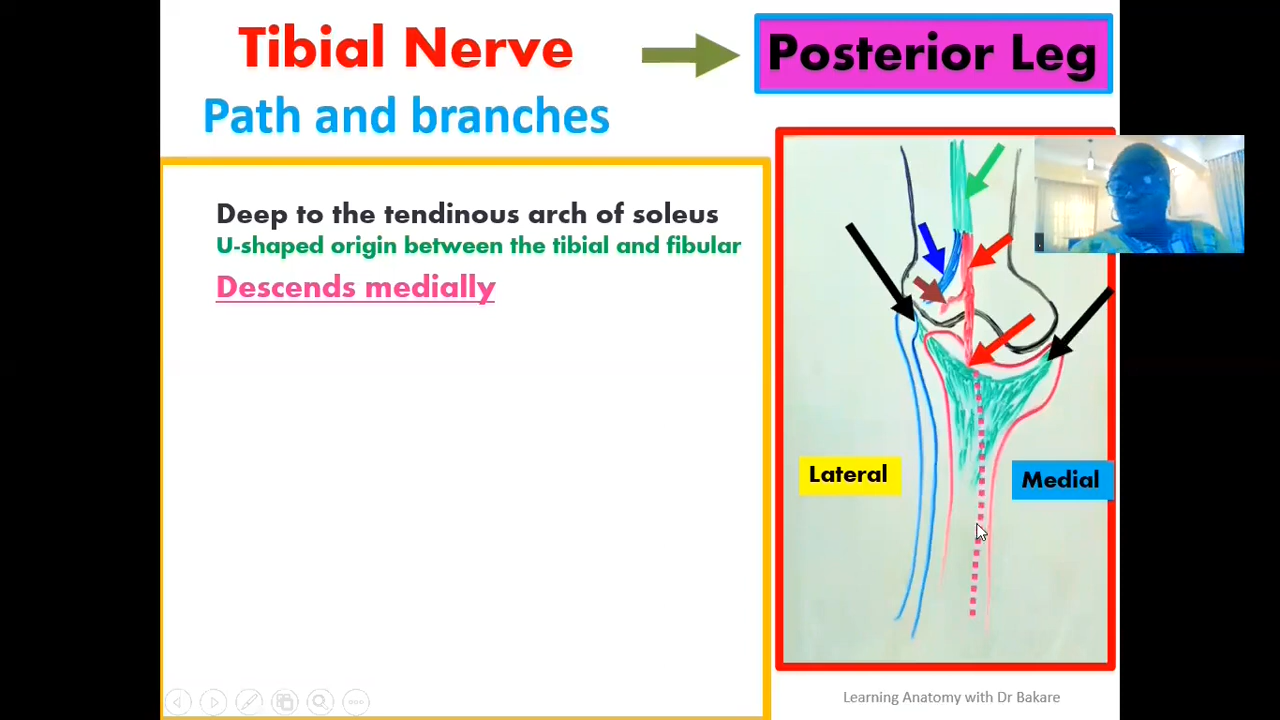 Tibial Nerve
Posterior Leg
Path and branches
Deep to the tendinous arch of soleus
U-shaped origin between the tibial and fibular
Descends medially
Lateral
Medial
Learning Anatomy with Dr Bakare